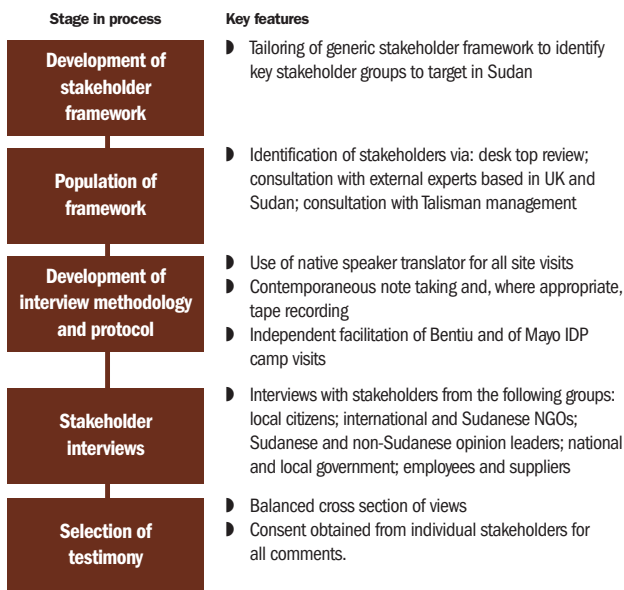 Stage in process
Key features
Development of
stakeholder
framework
◗ Tailoring of generic stakeholder framework to identify
key stakeholder groups to target in Sudan
Population of
framework
◗ Identification of stakeholders via: desk top review;
consultation with external experts based in UK and
Sudan; consultation with Talisman management
Development of
interview methodology
and protocol
◗ Use of native speaker translator for all site visits
◗ Contemporaneous note taking and, where appropriate,
tape recording
◗ Independent facilitation of Bentiu and of Mayo IDP
camp visits
Stakeholder
interviews
◗ Interviews with stakeholders from the following groups:
local citizens; international and Sudanese NGOs;
Sudanese and non-Sudanese opinion leaders; national
and local government; employees and suppliers
Selection of
testimony
◗ Balanced cross section of views
◗ Consent obtained from individual stakeholders for
all comments.